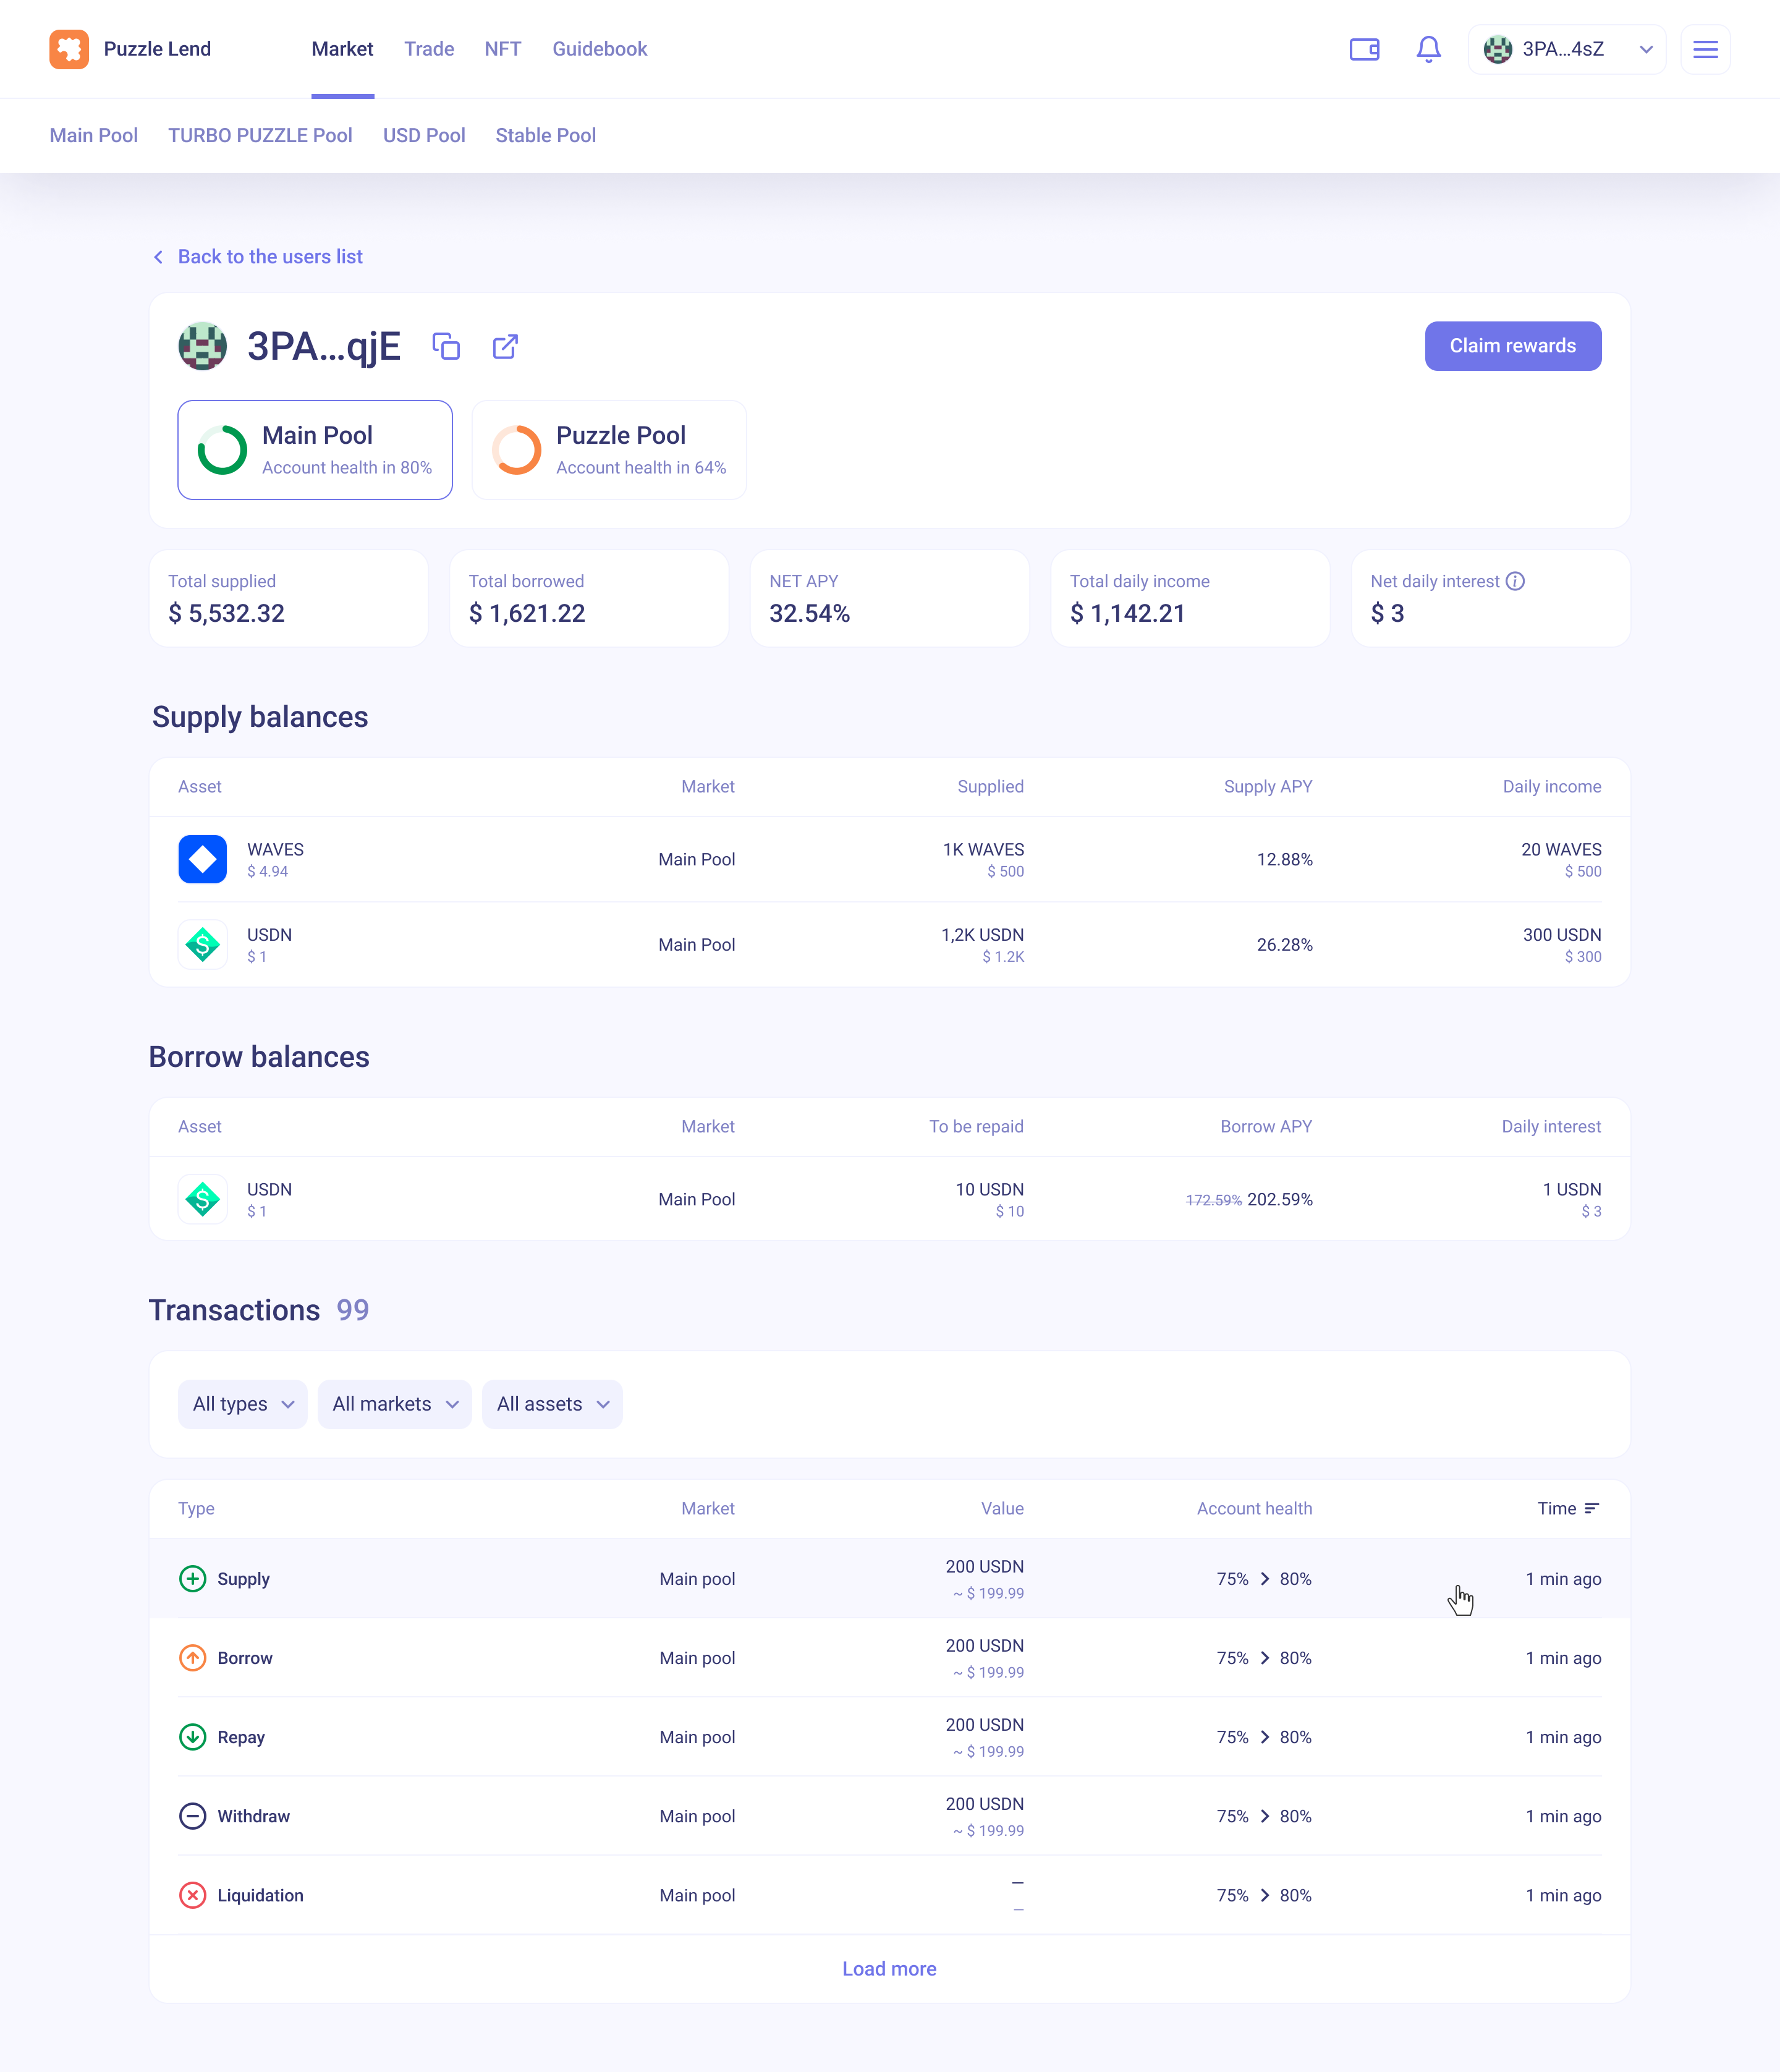 Puzzle Lend Market Trade NFT Guidebook 3PA...4sZ
Main Pool TURBO PUZZLE Pool USD Pool Stable Pool
Back to the users list
3PA...qjE Claim rewards
Main Pool
Account health in 80%
Puzzle Pool
Account health in 64%
Total supplied
$ 5,532.32
Total borrowed
$ 1,621.22
NET APY
32.54%
Total daily income
$ 1,142.21
Net daily interest
$ 3
Supply balances
Asset Market Supplied Supply APY Daily income
WAVES Main Pool 1K WAVES 12.88% 20 WAVES
$ 4.94 $ 500 $ 500
USDN Main Pool 1,2K USDN 26.28% 300 USDN
$ 1 $ 1.2K $ 300
Borrow balances
Asset Market To be repaid Borrow APY Daily interest
USDN Main Pool 10 USDN 172.59% 202.59% 1 USDN
$ 1 $ 10 $ 3
Transactions 99
All types All markets All assets
Type Market Value Account health Time
Supply Main pool 200 USDN 75% 80% 1 min ago
~ $ 199.99
Borrow Main pool 200 USDN 75% 80% 1 min ago
~ $ 199.99
Repay Main pool 200 USDN 75% 80% 1 min ago
~ $ 199.99
Withdraw Main pool 200 USDN 75% 80% 1 min ago
~ $ 199.99
Liquidation Main pool – 75% 80% 1 min ago
–
Load more